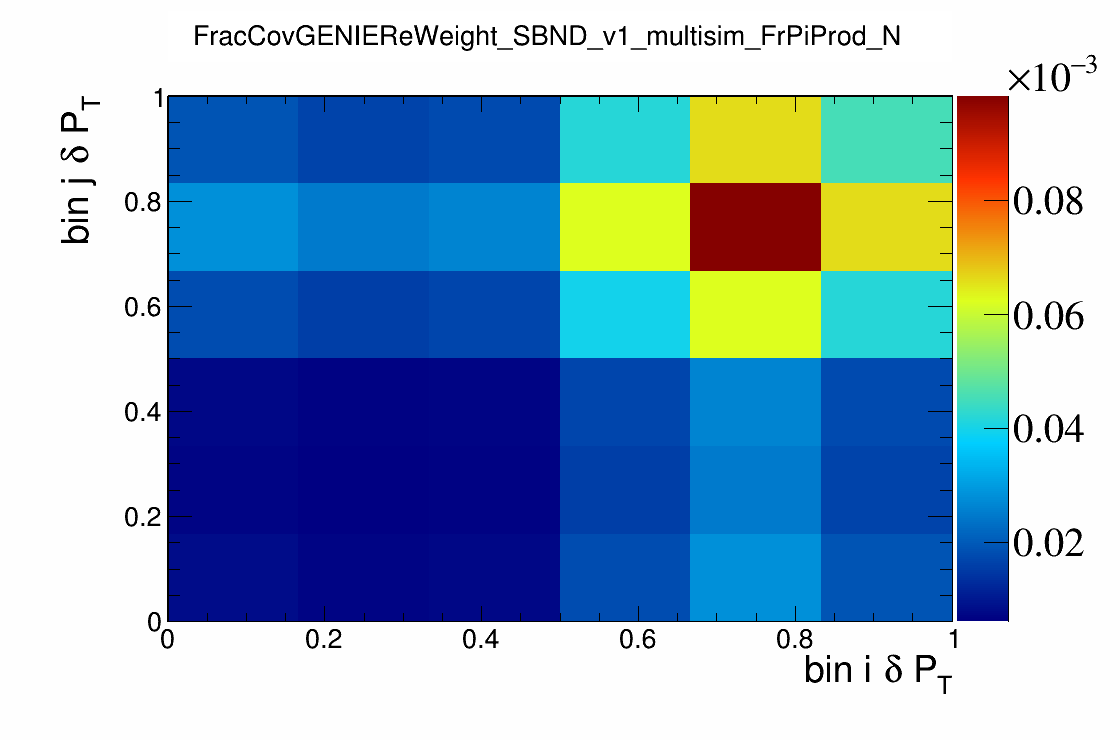 FracCovGENIEReWeight_SBND_v1_multisim_FrPiProd_N
×10⁻³
bin j δ P_T
1
0.8
0.6
0.4
0.2
0
0 0.2 0.4 0.6 0.8 1
bin i δ P_T
0.08
0.06
0.04
0.02